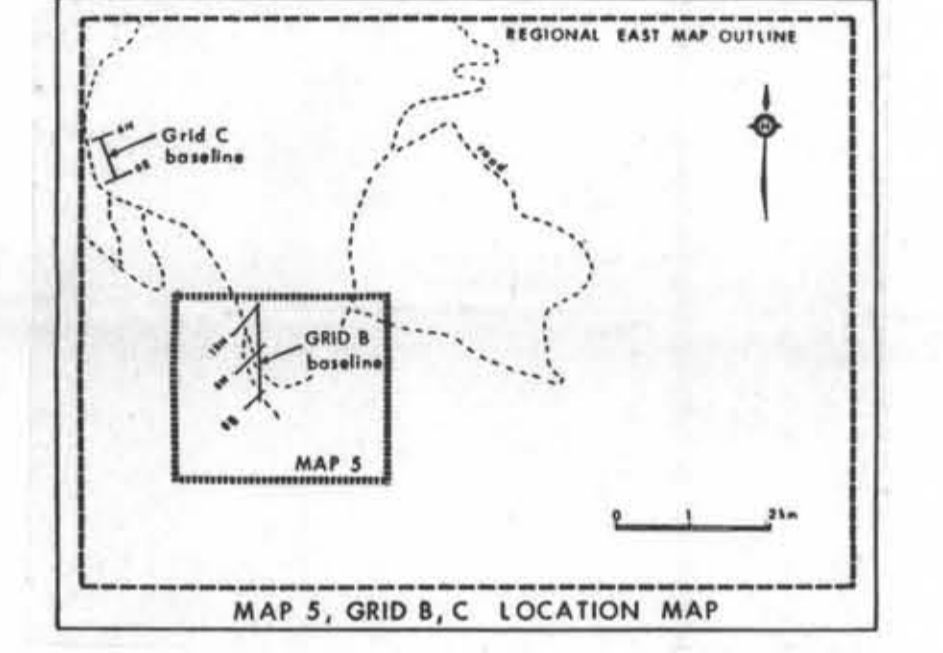 REGIONAL EAST MAP OUTLINE
Grid C
baseline
road
N
GRID B
baseline
MAP 5
0 1 2km
MAP 5, GRID B, C LOCATION MAP